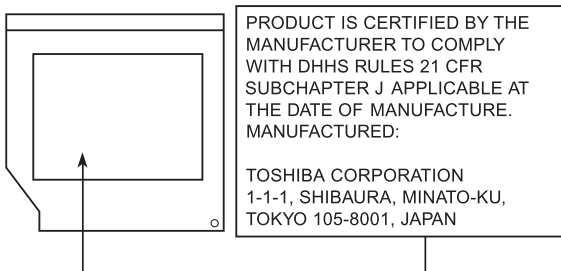 PRODUCT IS CERTIFIED BY THE
MANUFACTURER TO COMPLY
WITH DHHS RULES 21 CFR
SUBCHAPTER J APPLICABLE AT
THE DATE OF MANUFACTURE.
MANUFACTURED:
TOSHIBA CORPORATION
1-1-1, SHIBAURA, MINATO-KU,
TOKYO 105-8001, JAPAN